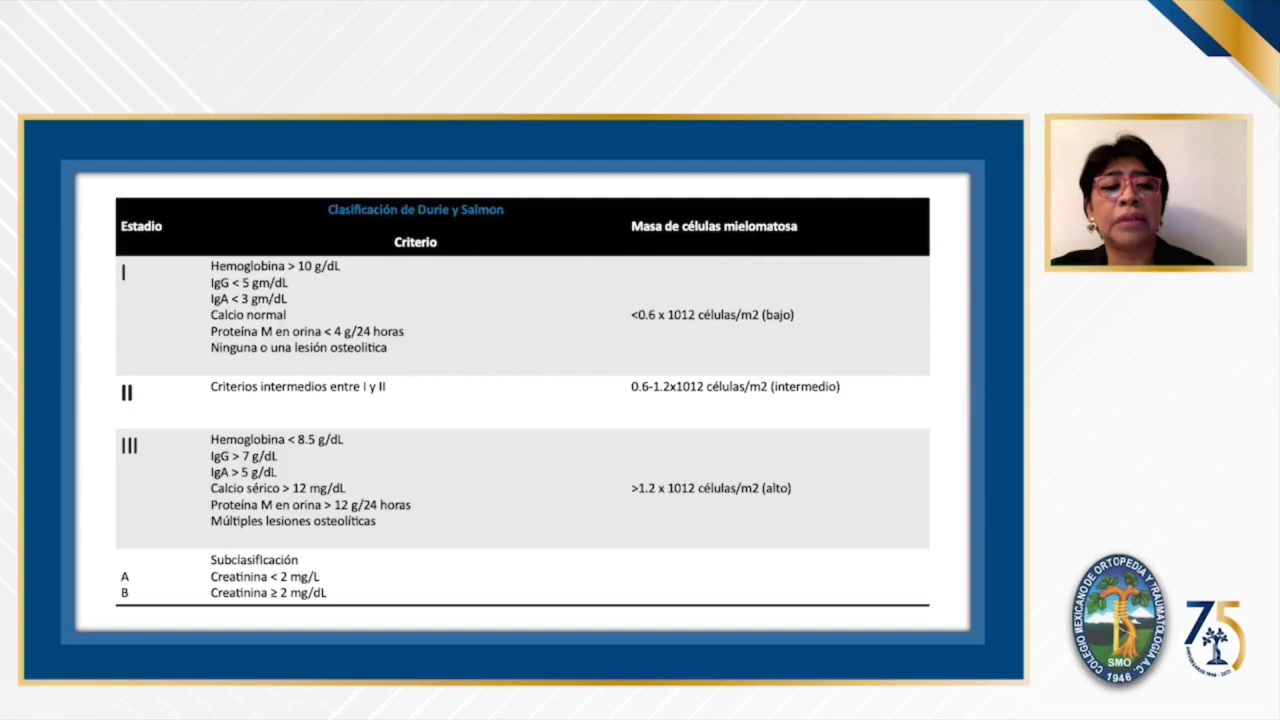 Clasificación de Durie y Salmon
Estadio
Criterio
Masa de células mielomatosa
I
Hemoglobina > 10 g/dL
IgG < 5 gm/dL
IgA < 3 gm/dL
Calcio normal
Proteína M en orina < 4 g/24 horas
Ninguna o una lesión osteolitica
<0.6 x 1012 células/m2 (bajo)
II
Criterios intermedios entre I y II
0.6-1.2x1012 células/m2 (intermedio)
III
Hemoglobina < 8.5 g/dL
IgG > 7 g/dL
IgA > 5 g/dL
Calcio sérico > 12 mg/dL
Proteína M en orina > 12 g/24 horas
Múltiples lesiones osteolíticas
>1.2 x 1012 células/m2 (alto)
Subclasificación
A
Creatinina < 2 mg/L
B
Creatinina ≥ 2 mg/dL
COLEGIO MEXICANO DE ORTOPEDIA Y TRAUMATOLOGIA A.C.
SMO
1946
75
ANIVERSARIO 1946 - 2021